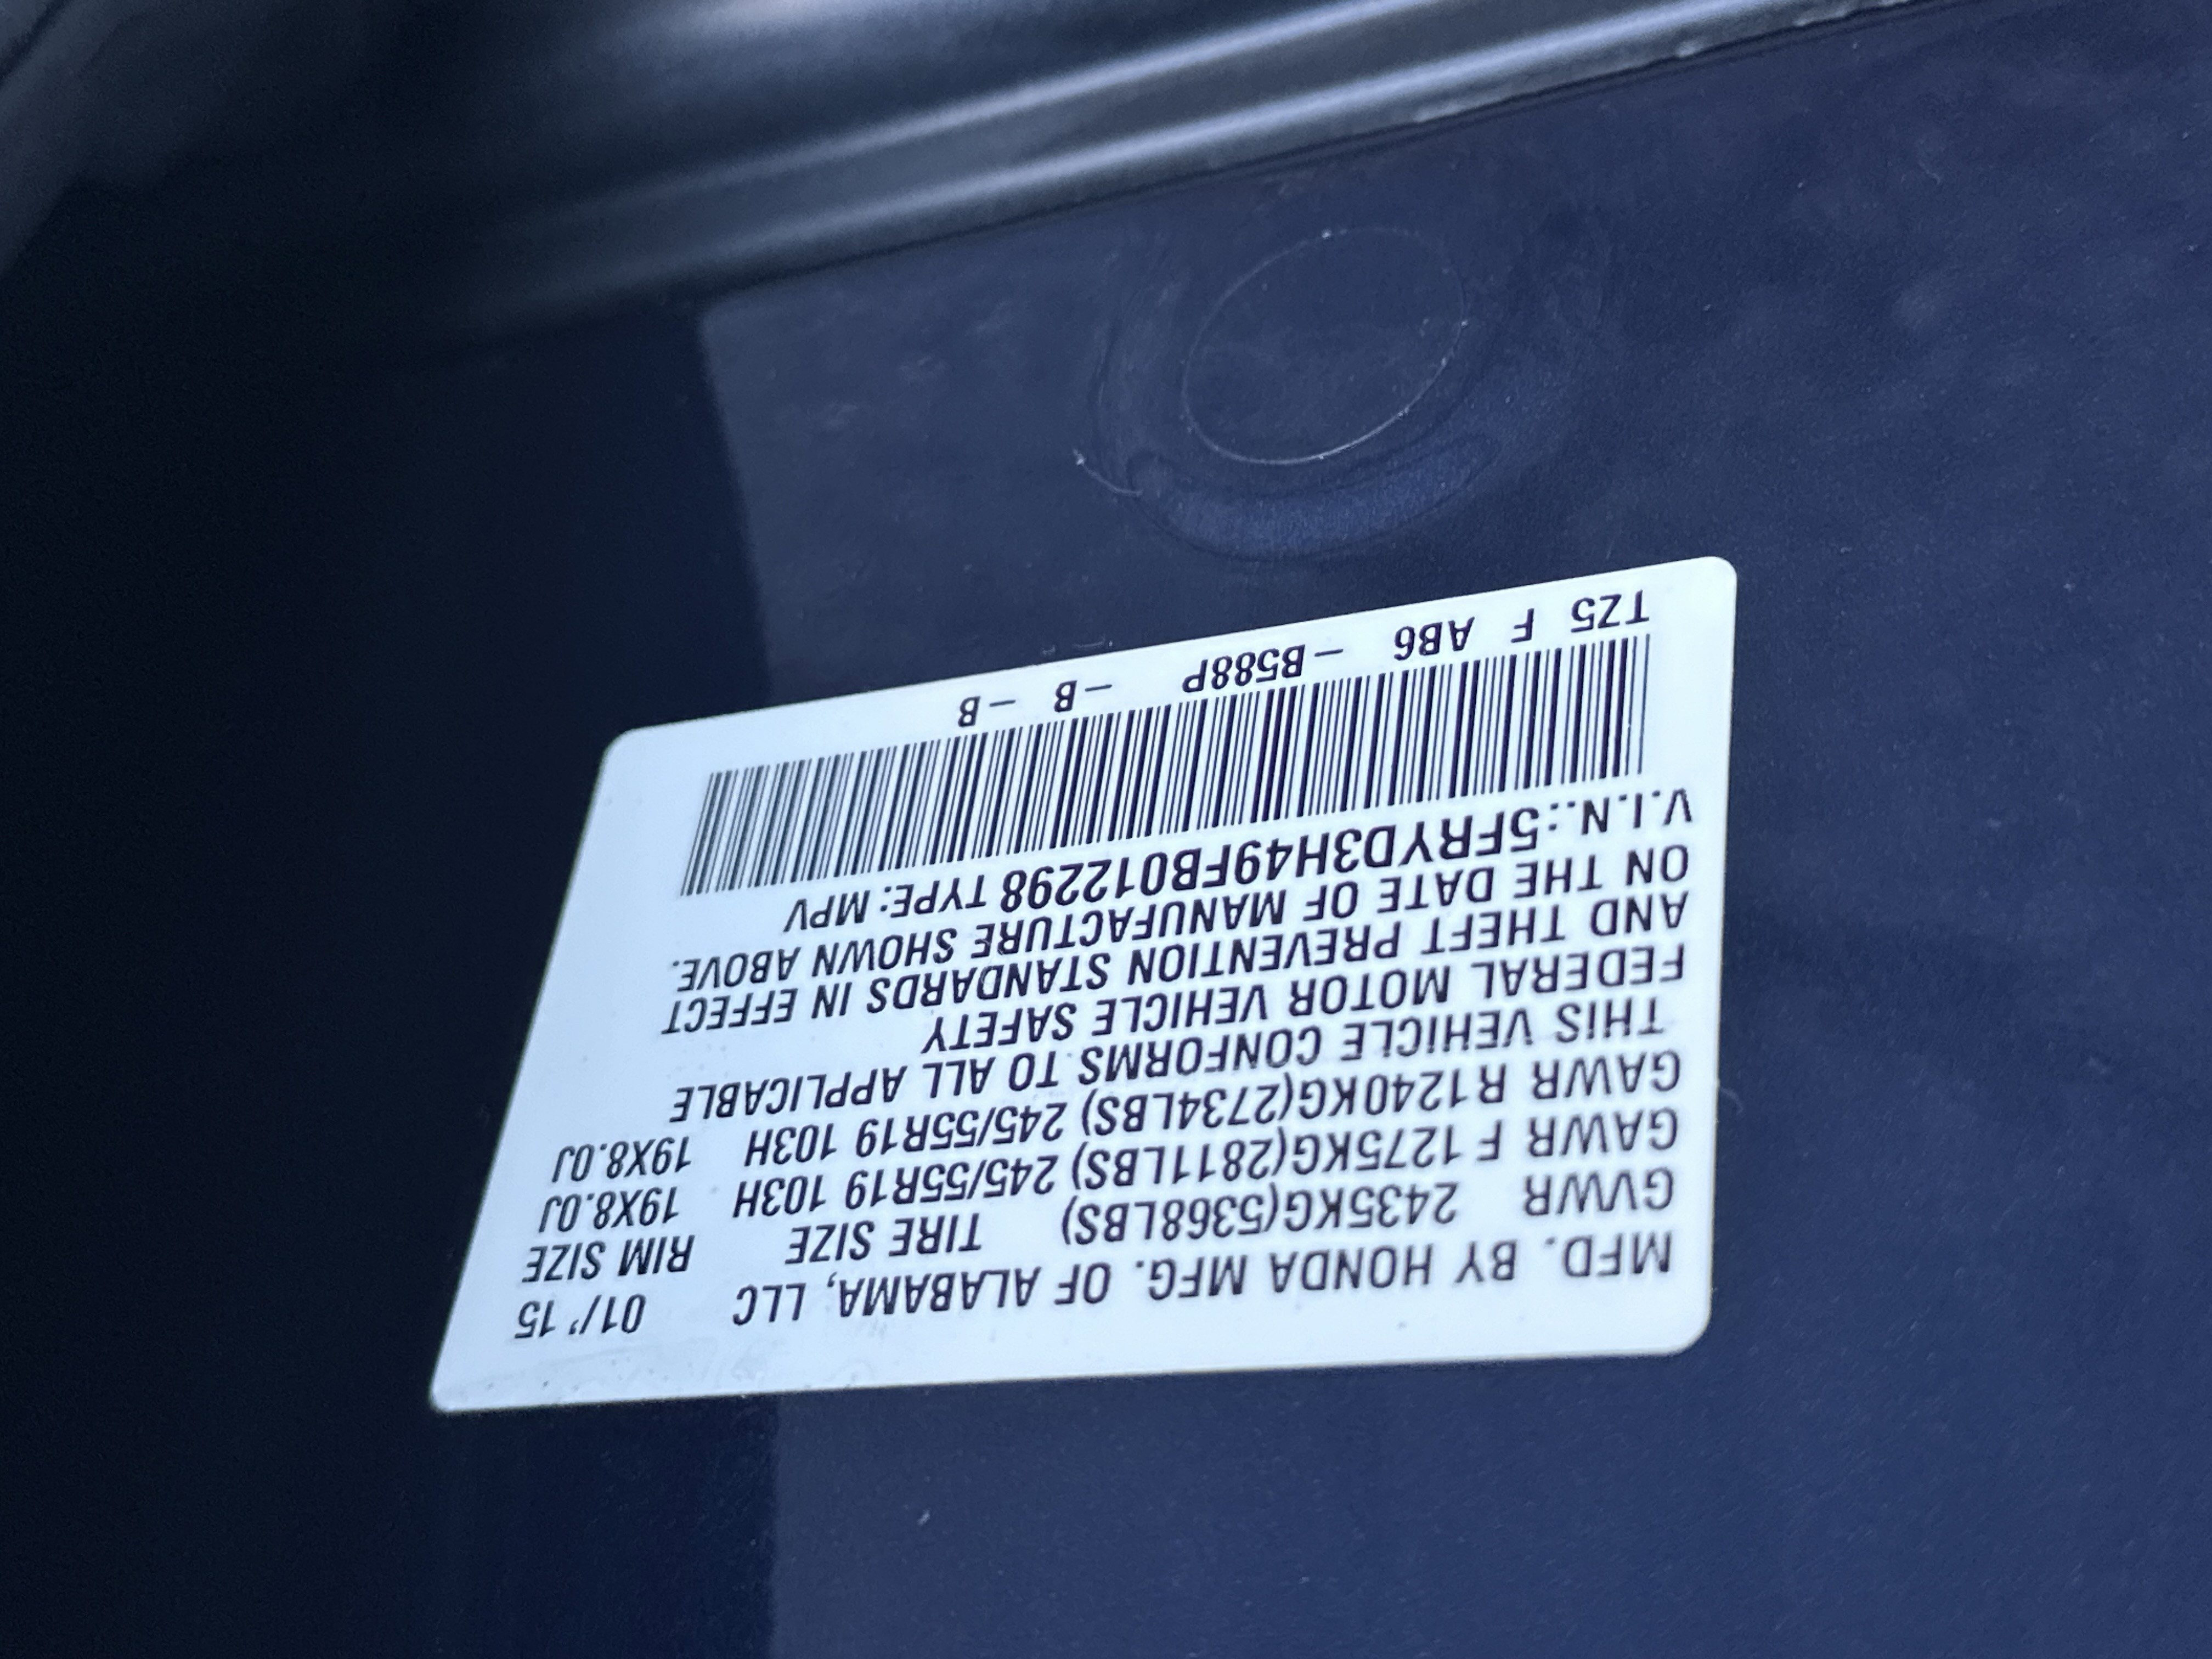 MFD. BY HONDA MFG. OF ALABAMA, LLC 01/'15
GVWR 2435KG(5368LBS) TIRE SIZE RIM SIZE
GAWR F 1275KG(2811LBS) 245/55R19 103H 19X8.0J
GAWR R 1240KG(2734LBS) 245/55R19 103H 19X8.0J
THIS VEHICLE CONFORMS TO ALL APPLICABLE
FEDERAL MOTOR VEHICLE SAFETY
AND THEFT PREVENTION STANDARDS IN EFFECT
ON THE DATE OF MANUFACTURE SHOWN ABOVE.
V.I.N.:5FRYD3H49FB012298 TYPE: MPV
TZ5 F AB6 -B588P -B -B